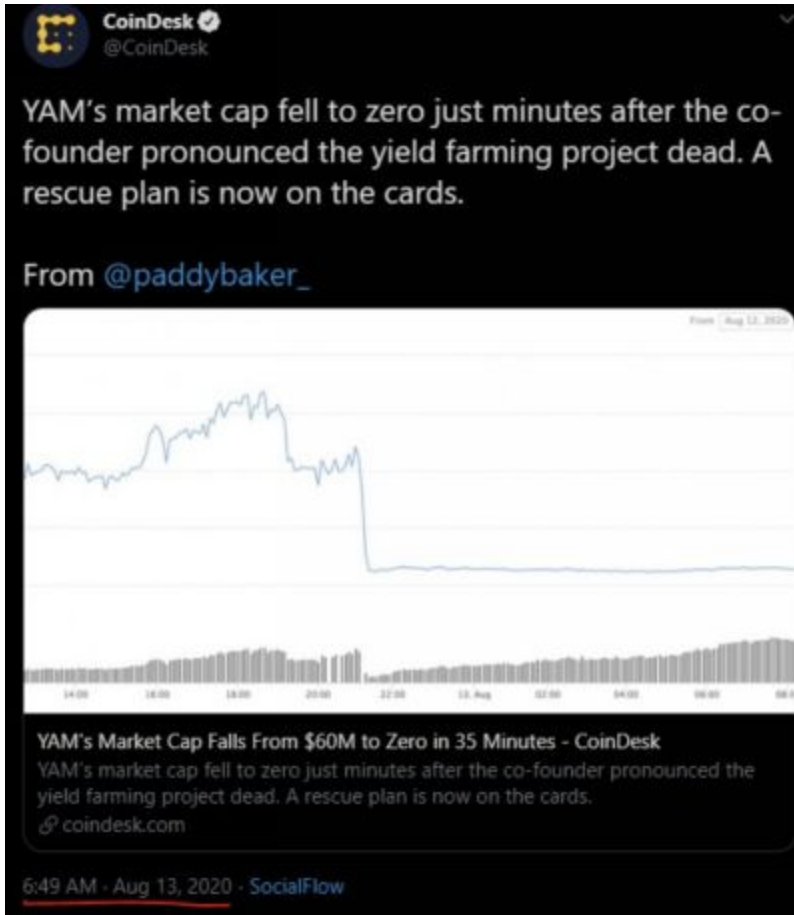 CoinDesk
@CoinDesk
YAM's market cap fell to zero just minutes after the co-
founder pronounced the yield farming project dead. A
rescue plan is now on the cards.
From @paddybaker_
From Aug 12, 2020
14:00 16:00 18:00 20:00 22:00 13. Aug 02:00 04:00 06:00
YAM's Market Cap Falls From $60M to Zero in 35 Minutes - CoinDesk
YAM's market cap fell to zero just minutes after the co-founder pronounced the
yield farming project dead. A rescue plan is now on the cards.
coindesk.com
6:49 AM · Aug 13, 2020 · SocialFlow